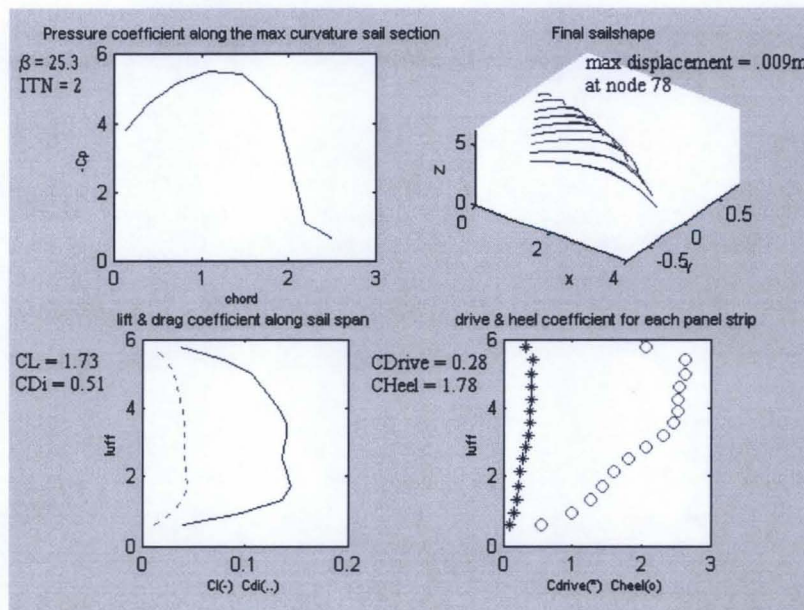 Pressure coefficient along the max curvature sail section
β = 25.3
ITN = 2
6
4
2
0
-Cp
0 1 2 3
chord
Final sailshape
max displacement = .009m
at node 78
5
0
Z
0
2
4
X
-0.5
0
0.5
Y
lift & drag coefficient along sail span
CL = 1.73
CDi = 0.51
6
4
2
0
luff
0 0.1 0.2
Cl(-) Cdi(..)
drive & heel coefficient for each panel strip
CDrive = 0.28
CHeel = 1.78
6
4
2
0
luff
0 1 2 3
Cdrive(*) Cheel(o)